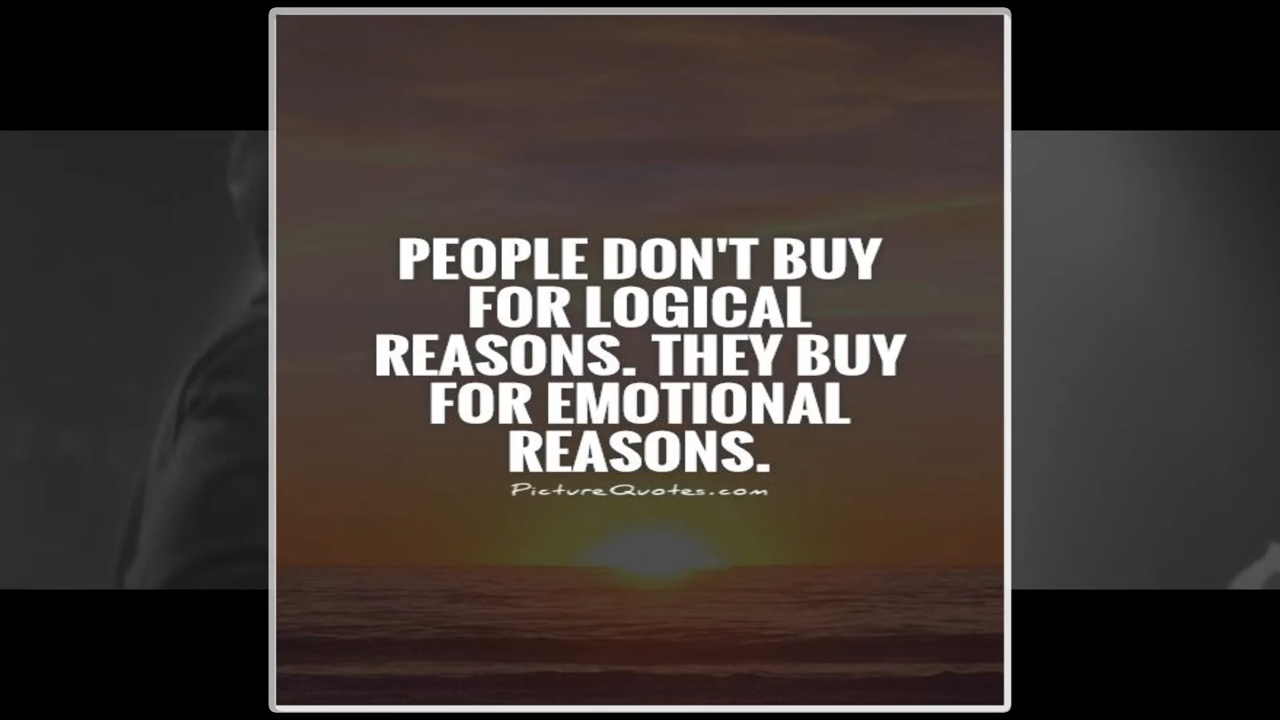 PEOPLE DON'T BUY
FOR LOGICAL
REASONS. THEY BUY
FOR EMOTIONAL
REASONS.
PictureQuotes.com